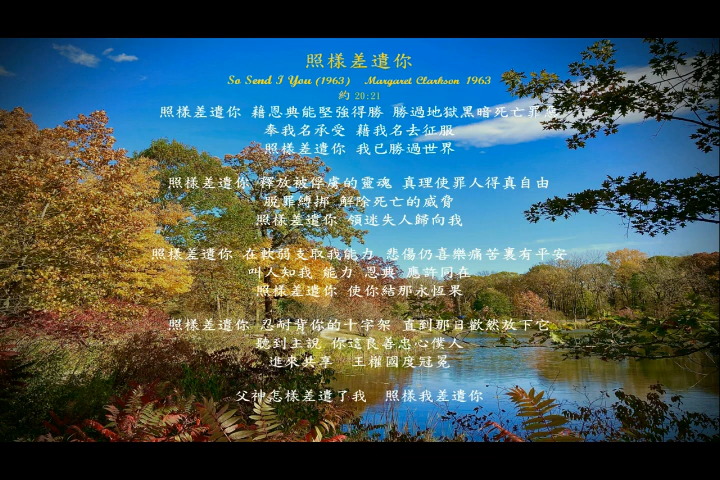 照樣差遣你
So Send I You (1963) Margaret Clarkson 1963
約 20:21
照樣差遣你 藉恩典能堅強得勝 勝過地獄黑暗死亡罪
奉我名承受 藉我名去征服
照樣差遣你 我已勝過世界
照樣差遣你 釋放被俘虜的靈魂 真理使罪人得真自由
脫罪縛挷 解除死亡的威脅
照樣差遣你 領迷失人歸向我
照樣差遣你 在軟弱支取我能力 悲傷仍喜樂痛苦裏有平安
叫人知我 能力 恩典 應許同在
照樣差遣你 使你結那永恆果
照樣差遣你 忍耐背你的十字架 直到那日歡然放下它
聽到主說 你這良善忠心僕人
進來共享 王權國度冠冕
父神怎樣差遣了我 照樣我差遣你